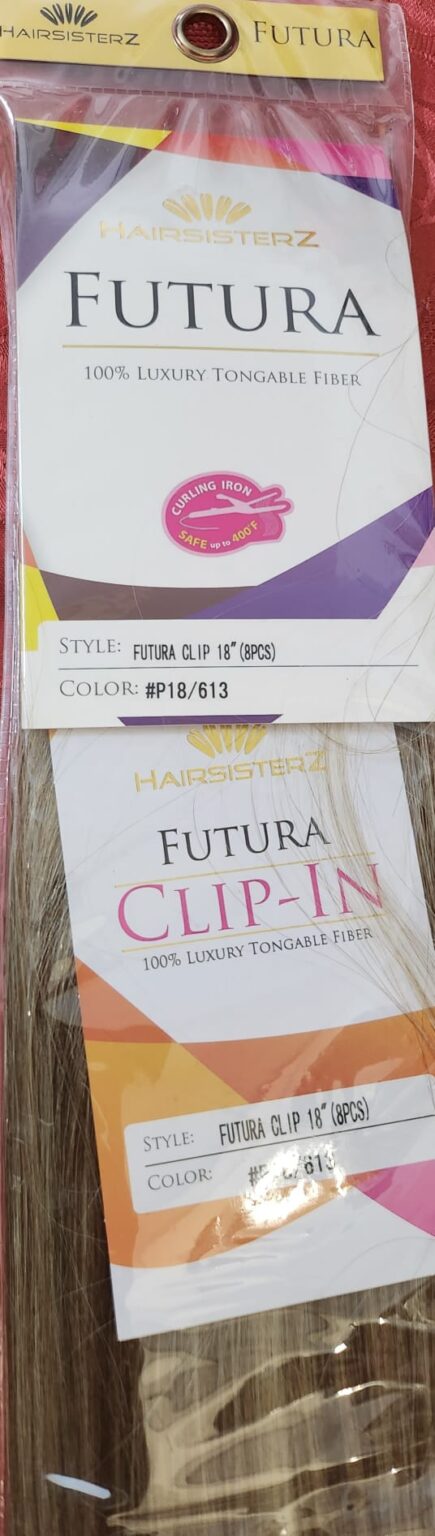 HAIRSISTERZ FUTURA
HAIRSISTERZ
FUTURA
100% LUXURY TONGABLE FIBER
CURLING IRON
SAFE up to 400°F
STYLE: FUTURA CLIP 18" (8PCS)
COLOR: #P18/613
HAIRSISTERZ
FUTURA
CLIP-IN
100% LUXURY TONGABLE FIBER
STYLE: FUTURA CLIP 18" (8PCS)
COLOR: